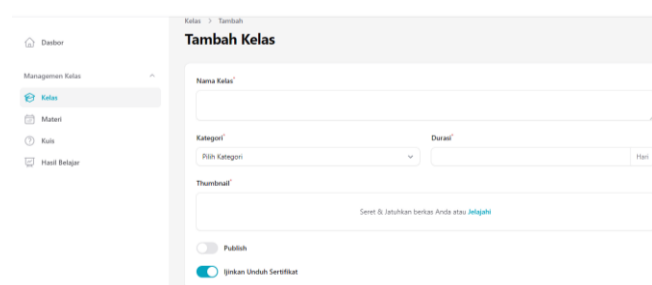 Kelas > Tambah
Tambah Kelas
Dasbor
Managemen Kelas
Kelas
Materi
Kuis
Hasil Belajar
Nama Kelas*
Kategori*
Durasi*
Pilih Kategori
Hari
Thumbnail*
Seret & Jatuhkan berkas Anda atau Jelajahi
Publish
Ijinkan Unduh Sertifikat